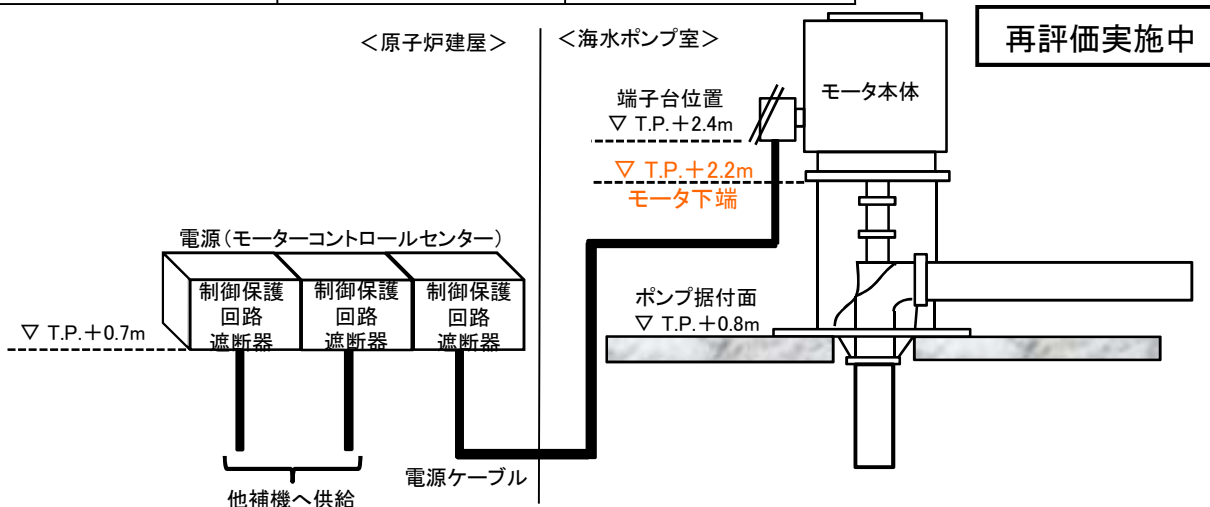 再評価実施中
＜原子炉建屋＞
＜海水ポンプ室＞
端子台位置
▽ T.P.＋2.4m
モータ本体
▽ T.P.＋2.2m
モータ下端
電源（モーターコントロールセンター）
制御保護
回路
遮断器
制御保護
回路
遮断器
制御保護
回路
遮断器
▽ T.P.＋0.7m
ポンプ据付面
▽ T.P.＋0.8m
電源ケーブル
他補機へ供給